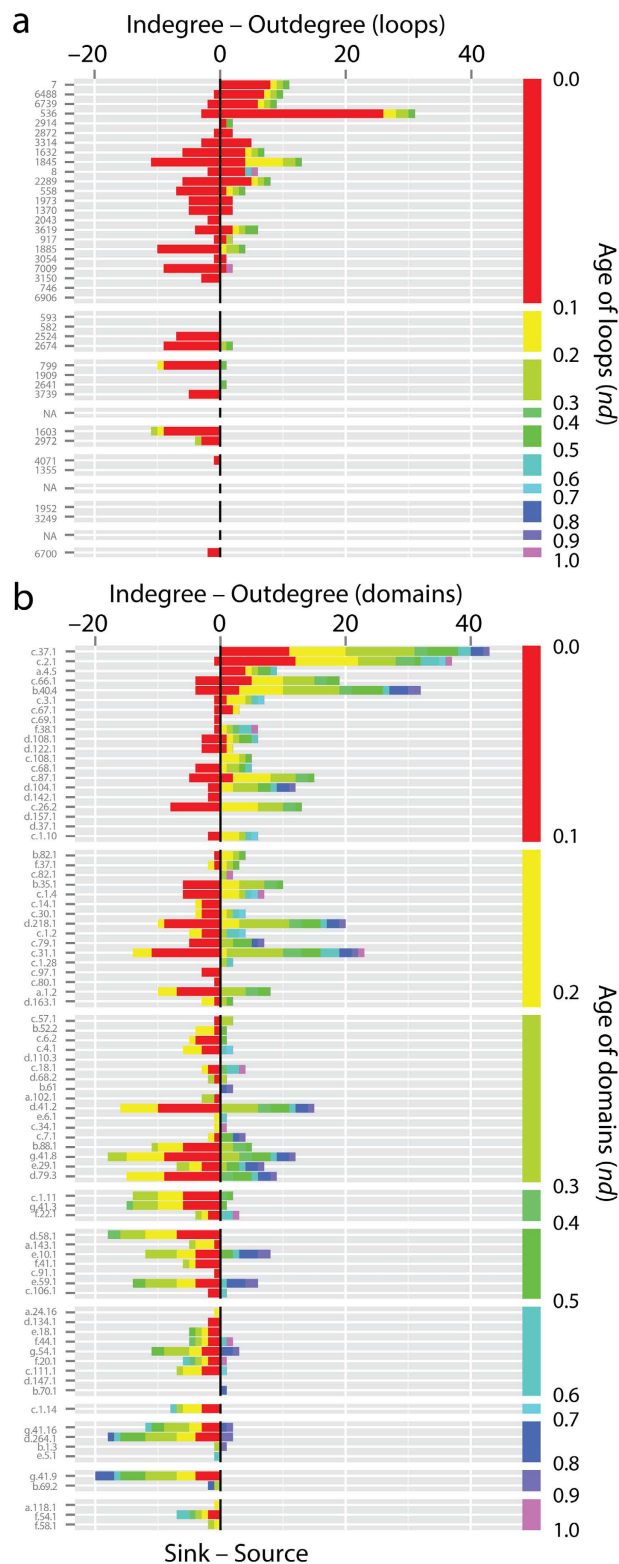 a
Indegree – Outdegree (loops)
−20 0 20 40
7
6488
6739
536
2914
2872
3314
1632
1845
8
2289
558
1973
1370
2043
3619
917
1885
3054
7009
3150
746
6906
593
582
2524
2674
799
1909
2641
3739
NA
1603
2972
4071
1355
NA
1952
3249
NA
6700
0.0
0.1
0.2
0.3
0.4
0.5
0.6
0.7
0.8
0.9
1.0
Age of loops (nd)
b
Indegree – Outdegree (domains)
−20 0 20 40
c.37.1
c.2.1
a.4.5
c.66.1
b.40.4
c.3.1
c.67.1
c.69.1
f.38.1
d.108.1
d.122.1
c.108.1
c.68.1
c.87.1
d.104.1
d.142.1
c.26.2
d.157.1
d.37.1
c.1.10
b.82.1
f.37.1
c.82.1
b.35.1
c.1.4
c.14.1
c.30.1
d.218.1
c.1.2
c.79.1
c.31.1
c.1.28
c.97.1
c.80.1
a.1.2
d.163.1
c.57.1
b.52.2
c.6.2
c.4.1
d.110.3
c.18.1
d.68.2
b.61
a.102.1
d.41.2
e.6.1
c.34.1
c.7.1
b.88.1
g.41.8
e.29.1
d.79.3
c.1.11
g.41.3
f.22.1
d.58.1
a.143.1
e.10.1
f.41.1
c.91.1
e.59.1
c.106.1
a.24.16
d.134.1
e.18.1
f.44.1
g.54.1
f.20.1
c.111.1
d.147.1
b.70.1
c.1.14
g.41.16
d.264.1
b.1.3
e.5.1
g.41.9
b.69.2
a.118.1
f.54.1
f.58.1
0.0
0.1
0.2
0.3
0.4
0.5
0.6
0.7
0.8
0.9
1.0
Age of domains (nd)
Sink – Source